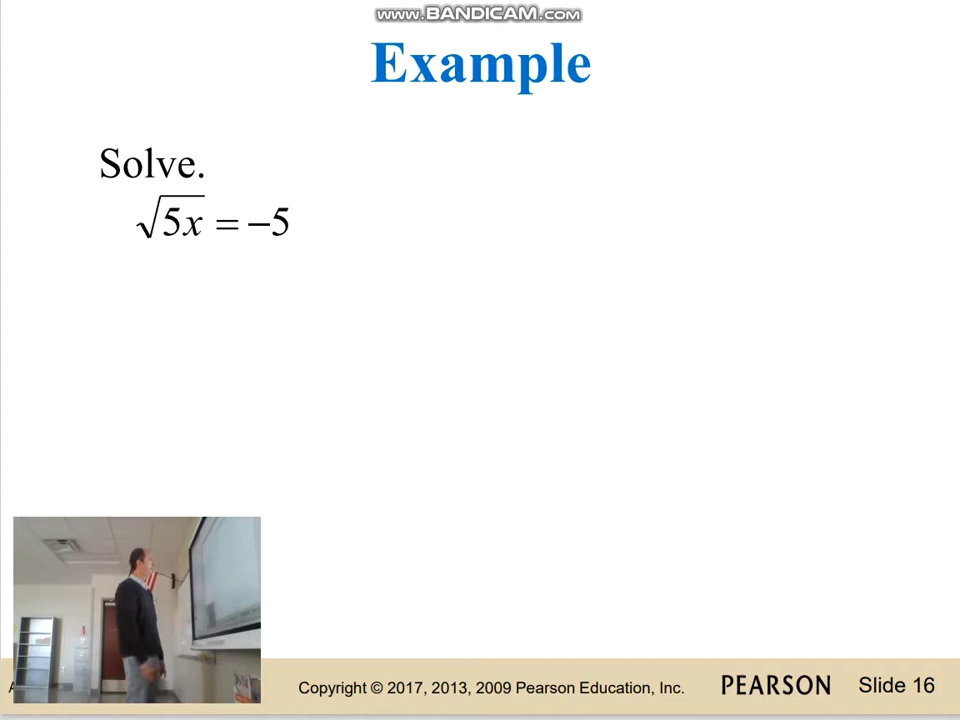 www.BANDICAM.com
Example
Solve.
√5x = −5
Copyright © 2017, 2013, 2009 Pearson Education, Inc. PEARSON Slide 16